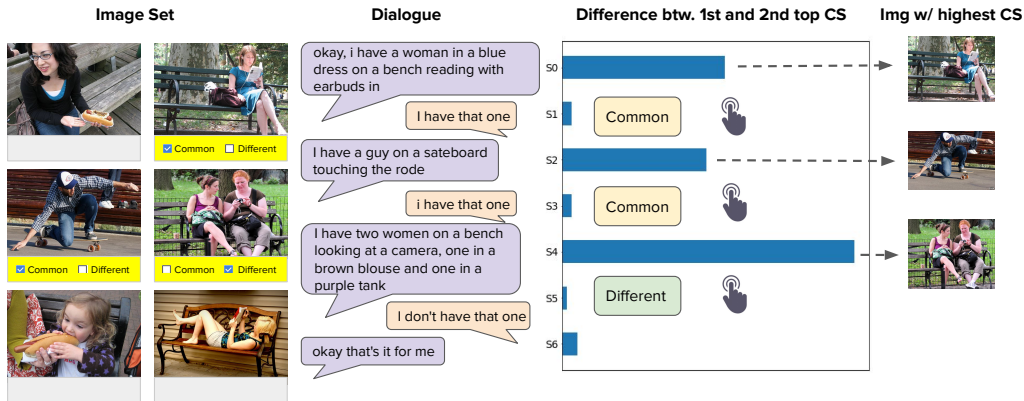 Image Set
Dialogue
Difference btw. 1st and 2nd top CS
Img w/ highest CS
Common Different
Common Different
Common Different
okay, i have a woman in a blue
dress on a bench reading with
earbuds in
I have that one
I have a guy on a sateboard
touching the rode
i have that one
I have two women on a bench
looking at a camera, one in a
brown blouse and one in a
purple tank
I don't have that one
okay that's it for me
S0
S1
Common
S2
S3
Common
S4
S5
Different
S6